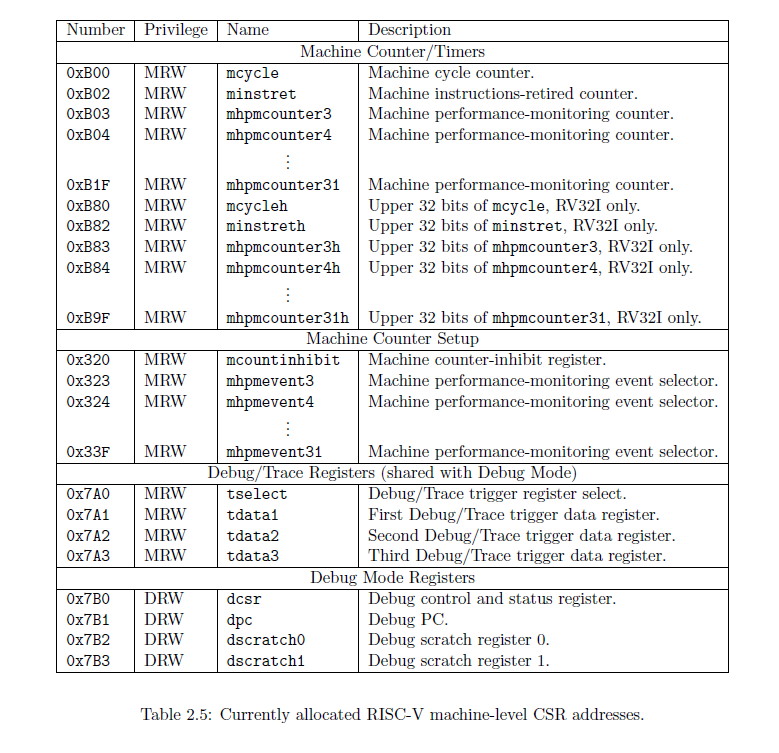 Number Privilege Name Description
Machine Counter/Timers
0xB00 MRW mcycle Machine cycle counter.
0xB02 MRW minstret Machine instructions-retired counter.
0xB03 MRW mhpmcounter3 Machine performance-monitoring counter.
0xB04 MRW mhpmcounter4 Machine performance-monitoring counter.
⋮
0xB1F MRW mhpmcounter31 Machine performance-monitoring counter.
0xB80 MRW mcycleh Upper 32 bits of mcycle, RV32I only.
0xB82 MRW minstreth Upper 32 bits of minstret, RV32I only.
0xB83 MRW mhpmcounter3h Upper 32 bits of mhpmcounter3, RV32I only.
0xB84 MRW mhpmcounter4h Upper 32 bits of mhpmcounter4, RV32I only.
⋮
0xB9F MRW mhpmcounter31h Upper 32 bits of mhpmcounter31, RV32I only.
Machine Counter Setup
0x320 MRW mcountinhibit Machine counter-inhibit register.
0x323 MRW mhpmevent3 Machine performance-monitoring event selector.
0x324 MRW mhpmevent4 Machine performance-monitoring event selector.
⋮
0x33F MRW mhpmevent31 Machine performance-monitoring event selector.
Debug/Trace Registers (shared with Debug Mode)
0x7A0 MRW tselect Debug/Trace trigger register select.
0x7A1 MRW tdata1 First Debug/Trace trigger data register.
0x7A2 MRW tdata2 Second Debug/Trace trigger data register.
0x7A3 MRW tdata3 Third Debug/Trace trigger data register.
Debug Mode Registers
0x7B0 DRW dcsr Debug control and status register.
0x7B1 DRW dpc Debug PC.
0x7B2 DRW dscratch0 Debug scratch register 0.
0x7B3 DRW dscratch1 Debug scratch register 1.
Table 2.5: Currently allocated RISC-V machine-level CSR addresses.